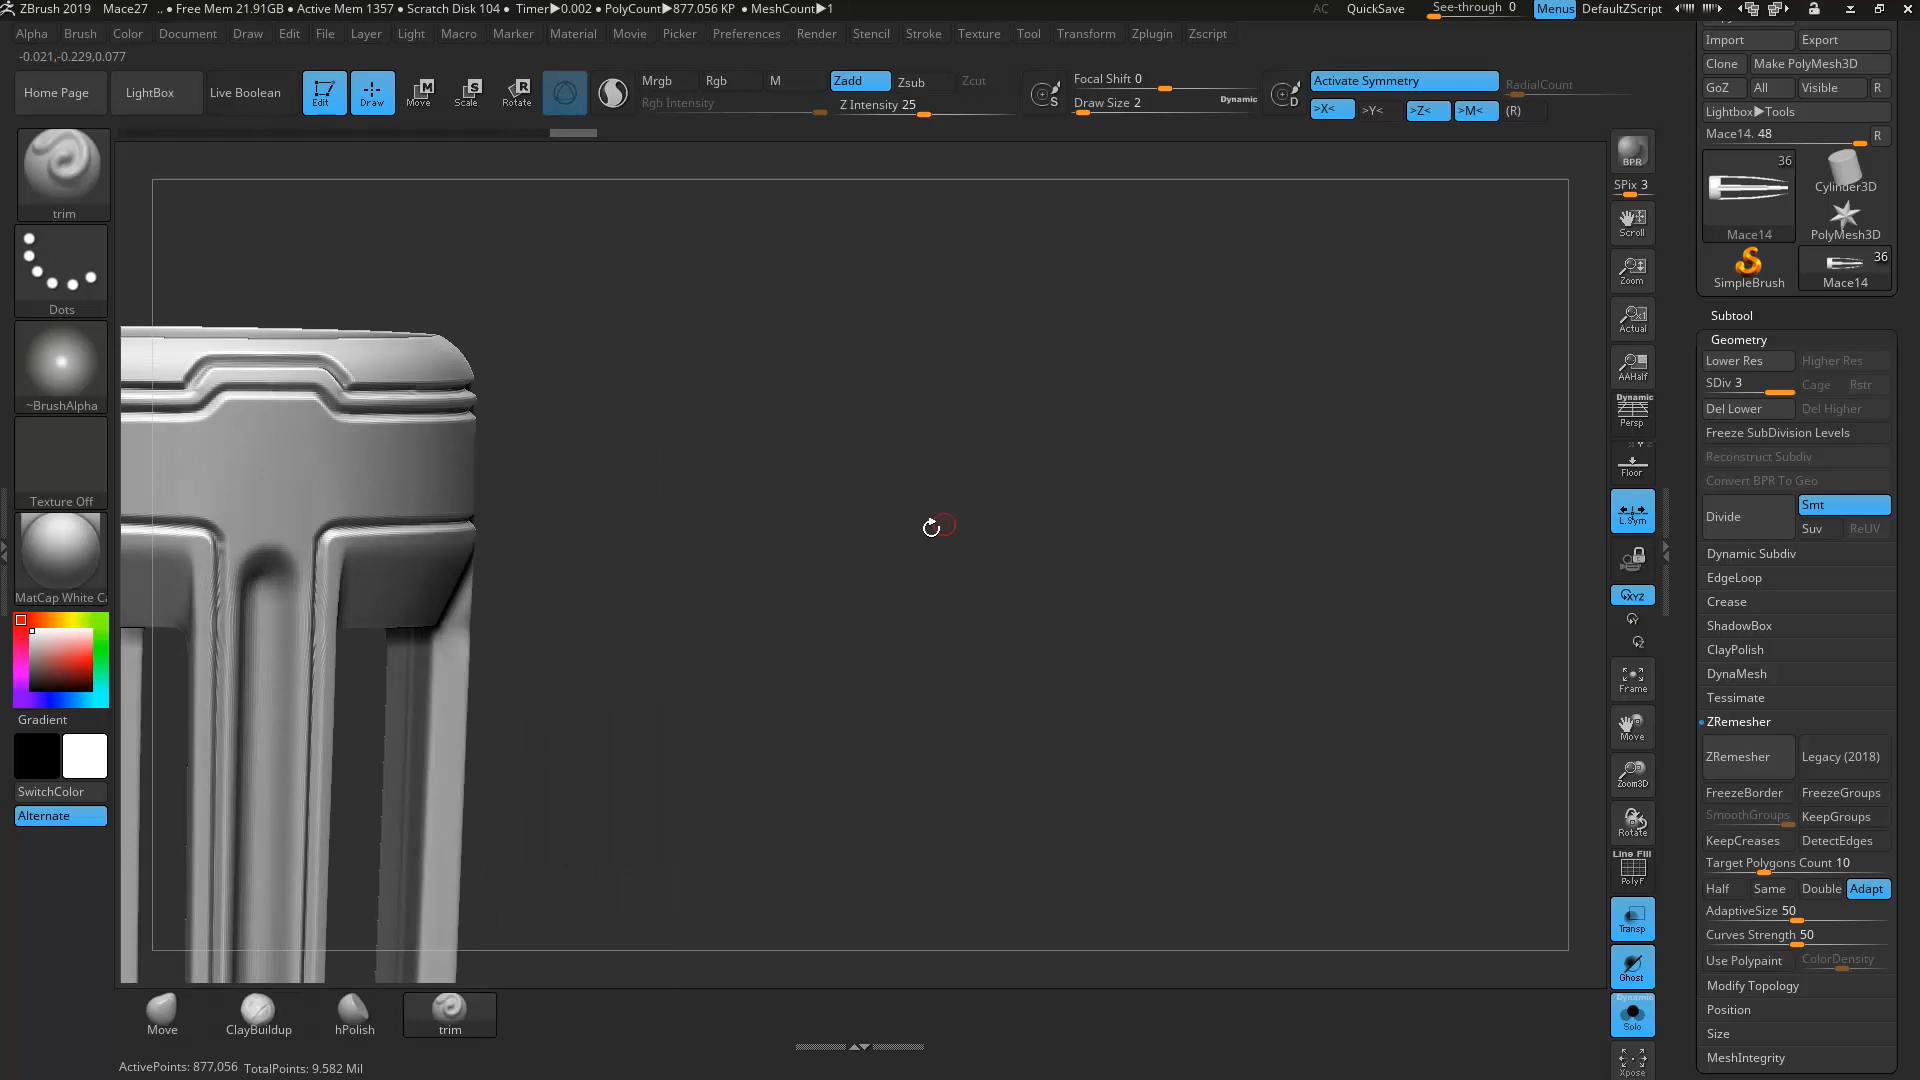 ZBrush 2019 Mace27 .. ● Free Mem 21.91GB ● Active Mem 1357 ● Scratch Disk 104 ● Timer▶0.002 ● PolyCount▶877.056 KP ● MeshCount▶1 AC QuickSave See-through 0 Menus DefaultZScript
Alpha Brush Color Document Draw Edit File Layer Light Macro Marker Material Movie Picker Preferences Render Stencil Stroke Texture Tool Transform Zplugin Zscript
-0.021,-0.229,0.077
Home Page LightBox Live Boolean Edit Draw Move Scale Rotate
Mrgb Rgb M Zadd Zsub Zcut
Rgb Intensity Z Intensity 25
S Focal Shift 0
Draw Size 2 Dynamic
D Activate Symmetry RadialCount
>X< >Y< >Z< >M< (R)
trim
Dots
~BrushAlpha
Texture Off
MatCap White Ca
Gradient
SwitchColor
Alternate
BPR
SPix 3
Scroll
Zoom
Actual
AAHalf
Dynamic
Persp
Floor
L.Sym
XYZ
Frame
Move
Zoom3D
Rotate
Line Fill
PolyF
Transp
Ghost
Dynamic
Solo
Xpose
Import Export
Clone Make PolyMesh3D
GoZ All Visible R
Lightbox▶Tools
Mace14. 48 R
36
Mace14
Cylinder3D
PolyMesh3D
SimpleBrush
36
Mace14
Subtool
Geometry
Lower Res Higher Res
SDiv 3 Cage Rstr
Del Lower Del Higher
Freeze SubDivision Levels
Reconstruct Subdiv
Convert BPR To Geo
Divide Smt
Suv ReUV
Dynamic Subdiv
EdgeLoop
Crease
ShadowBox
ClayPolish
DynaMesh
Tessimate
ZRemesher
ZRemesher Legacy (2018)
FreezeBorder FreezeGroups
SmoothGroups KeepGroups
KeepCreases DetectEdges
Target Polygons Count 10
Half Same Double Adapt
AdaptiveSize 50
Curves Strength 50
Use Polypaint ColorDensity
Modify Topology
Position
Size
MeshIntegrity
Move ClayBuildup hPolish trim
ActivePoints: 877,056 TotalPoints: 9.582 Mil